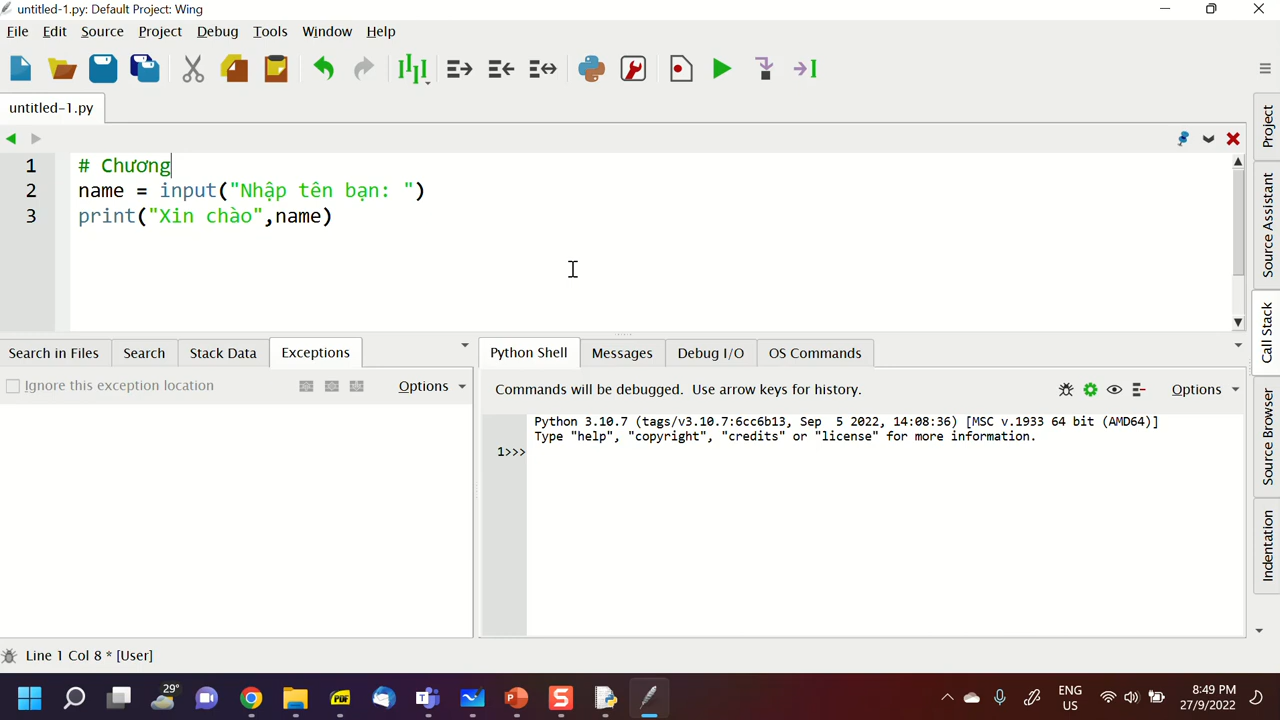 untitled-1.py: Default Project: Wing
File Edit Source Project Debug Tools Window Help
untitled-1.py
1 # Chương
2 name = input("Nhập tên bạn: ")
3 print("Xin chào",name)
Search in Files Search Stack Data Exceptions
Ignore this exception location Options
Python Shell Messages Debug I/O OS Commands
Commands will be debugged. Use arrow keys for history. Options
Python 3.10.7 (tags/v3.10.7:6cc6b13, Sep  5 2022, 14:08:36) [MSC v.1933 64 bit (AMD64)]
Type "help", "copyright", "credits" or "license" for more information.
1>>>
Project
Source Assistant
Call Stack
Source Browser
Indentation
Line 1 Col 8 * [User]
29°
PDF
ENG
US
8:49 PM
27/9/2022